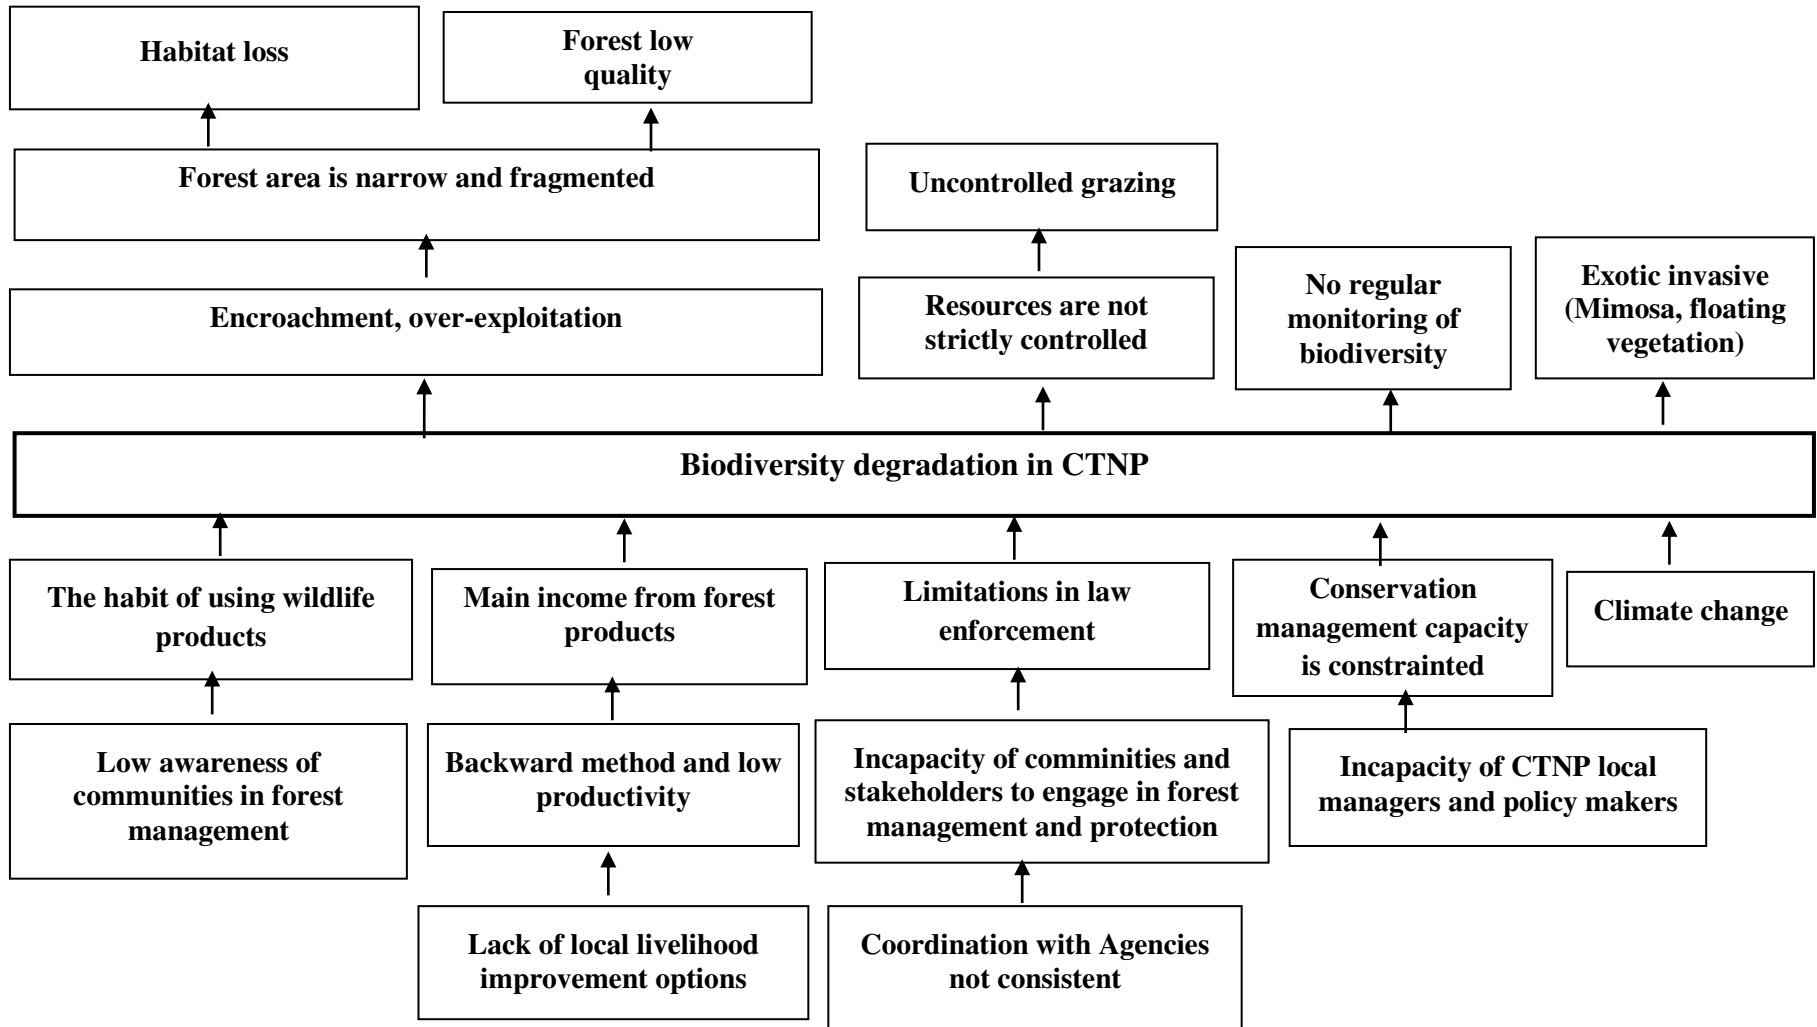 Habitat loss
Forest low
quality
Forest area is narrow and fragmented
Uncontrolled grazing
Encroachment, over-exploitation
Resources are not
strictly controlled
No regular
monitoring of
biodiversity
Exotic invasive
(Mimosa, floating
vegetation)
Biodiversity degradation in CTNP
The habit of using wildlife
products
Main income from forest
products
Limitations in law
enforcement
Conservation
management capacity
is constrainted
Climate change
Low awareness of
communities in forest
management
Backward method and low
productivity
Incapacity of comminities and
stakeholders to engage in forest
management and protection
Incapacity of CTNP local
managers and policy makers
Lack of local livelihood
improvement options
Coordination with Agencies
not consistent